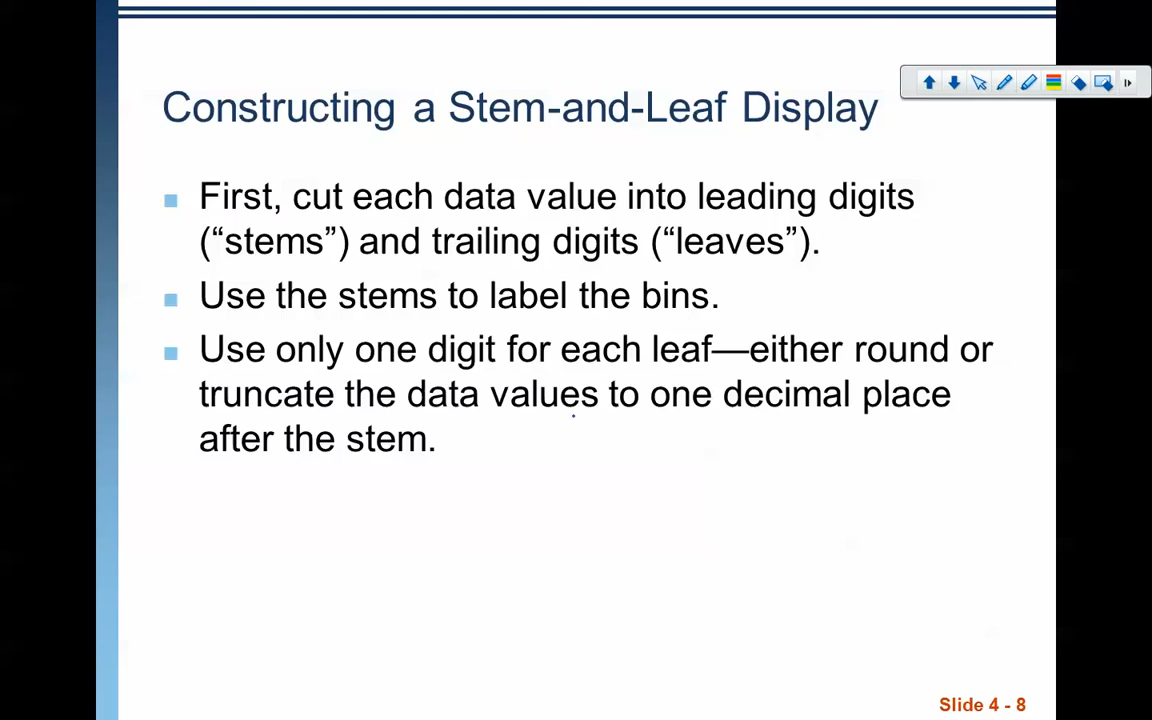 Constructing a Stem-and-Leaf Display
First, cut each data value into leading digits
(“stems”) and trailing digits (“leaves”).
Use the stems to label the bins.
Use only one digit for each leaf—either round or
truncate the data values to one decimal place
after the stem.
Slide 4 - 8